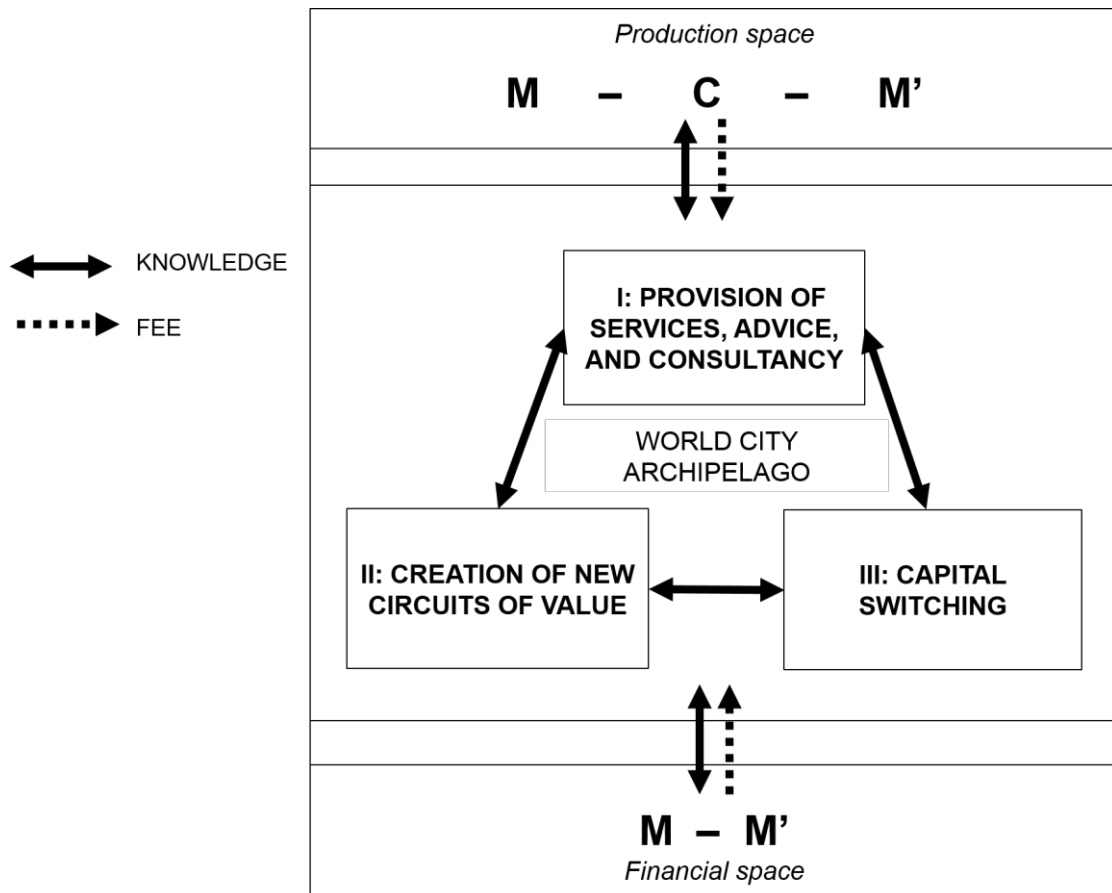 Production space
M – C – M’
KNOWLEDGE
FEE
I: PROVISION OF
SERVICES, ADVICE,
AND CONSULTANCY
WORLD CITY
ARCHIPELAGO
II: CREATION OF NEW
CIRCUITS OF VALUE
III: CAPITAL
SWITCHING
M – M’
Financial space